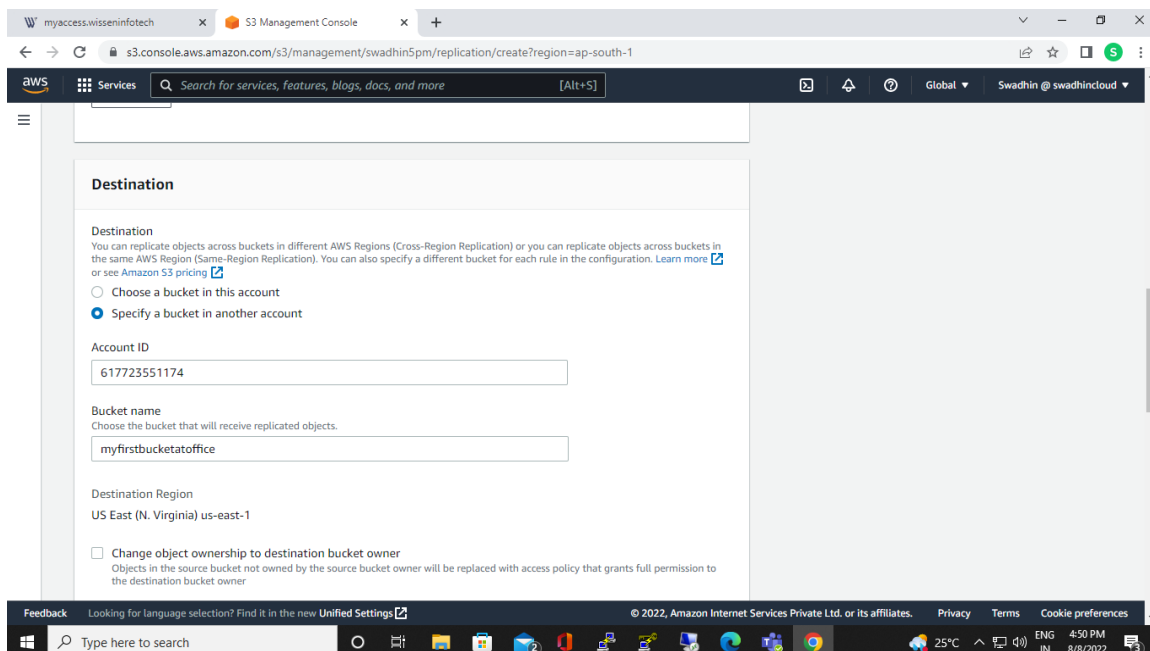 myaccess.wisseninfotech
S3 Management Console
s3.console.aws.amazon.com/s3/management/swadhin5pm/replication/create?region=ap-south-1
S
aws
Services
Search for services, features, blogs, docs, and more
[Alt+S]
Global
Swadhin @ swadhincloud
Destination
Destination
You can replicate objects across buckets in different AWS Regions (Cross-Region Replication) or you can replicate objects across buckets in
the same AWS Region (Same-Region Replication). You can also specify a different bucket for each rule in the configuration. Learn more
or see Amazon S3 pricing
Choose a bucket in this account
Specify a bucket in another account
Account ID
617723551174
Bucket name
Choose the bucket that will receive replicated objects.
myfirstbucketatoffice
Destination Region
US East (N. Virginia) us-east-1
Change object ownership to destination bucket owner
Objects in the source bucket not owned by the source bucket owner will be replaced with access policy that grants full permission to
the destination bucket owner
Feedback
Looking for language selection? Find it in the new Unified Settings
© 2022, Amazon Internet Services Private Ltd. or its affiliates.
Privacy
Terms
Cookie preferences
Type here to search
2
25°C
ENG
IN
4:50 PM
8/8/2022
3